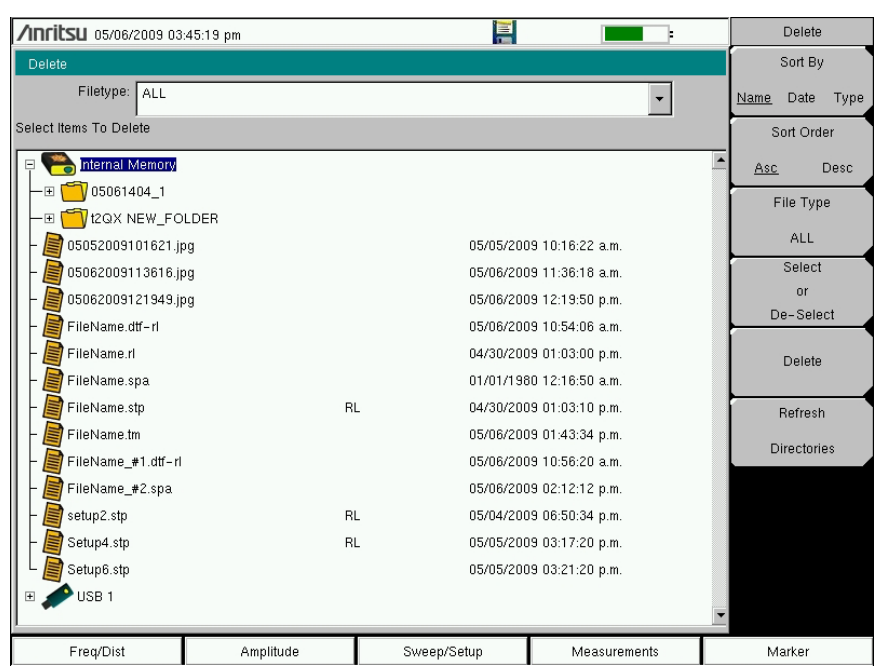 Anritsu 05/06/2009 03:45:19 pm
Delete
Filetype: ALL
Select Items To Delete
Internal Memory
05061404_1
t2QX NEW_FOLDER
05052009101621.jpg 05/05/2009 10:16:22 a.m.
05062009113616.jpg 05/06/2009 11:36:18 a.m.
05062009121949.jpg 05/06/2009 12:19:50 p.m.
FileName.dtf-rl 05/06/2009 10:54:06 a.m.
FileName.rl 04/30/2009 01:03:00 p.m.
FileName.spa 01/01/1980 12:16:50 a.m.
FileName.stp RL 04/30/2009 01:03:10 p.m.
FileName.tm 05/06/2009 01:43:34 p.m.
FileName_#1.dtf-rl 05/06/2009 10:56:20 a.m.
FileName_#2.spa 05/06/2009 02:12:12 p.m.
setup2.stp RL 05/04/2009 06:50:34 p.m.
Setup4.stp RL 05/05/2009 03:17:20 p.m.
Setup6.stp 05/05/2009 03:21:20 p.m.
USB 1
Delete
Sort By
Name Date Type
Sort Order
Asc Desc
File Type
ALL
Select
or
De-Select
Delete
Refresh
Directories
Freq/Dist Amplitude Sweep/Setup Measurements Marker